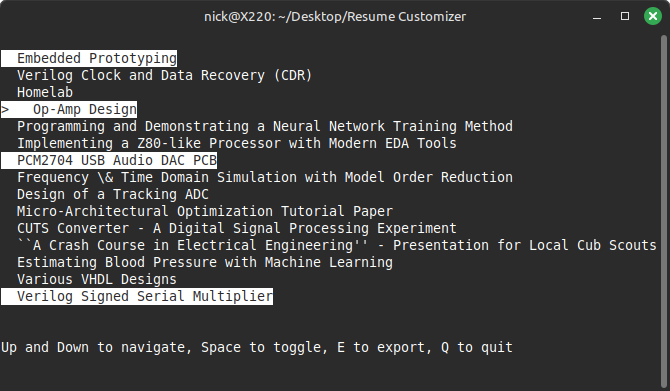 nick@X220: ~/Desktop/Resume Customizer
Embedded Prototyping
Verilog Clock and Data Recovery (CDR)
Homelab
> Op-Amp Design
Programming and Demonstrating a Neural Network Training Method
Implementing a Z80-like Processor with Modern EDA Tools
PCM2704 USB Audio DAC PCB
Frequency \& Time Domain Simulation with Model Order Reduction
Design of a Tracking ADC
Micro-Architectural Optimization Tutorial Paper
CUTS Converter - A Digital Signal Processing Experiment
``A Crash Course in Electrical Engineering'' - Presentation for Local Cub Scouts
Estimating Blood Pressure with Machine Learning
Various VHDL Designs
Verilog Signed Serial Multiplier
Up and Down to navigate, Space to toggle, E to export, Q to quit